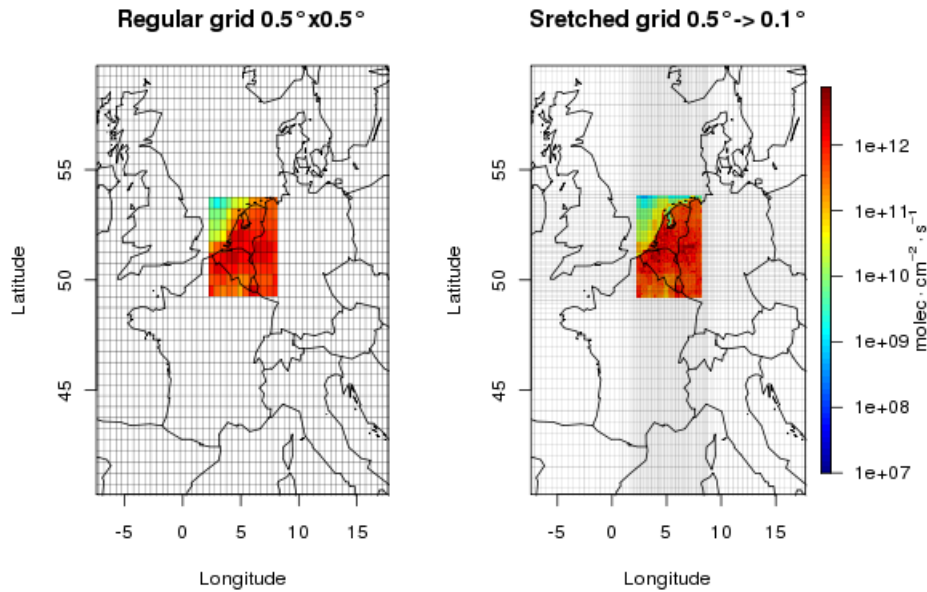 Regular grid 0.5°x0.5°
Sretched grid 0.5°-> 0.1°
Latitude
55
50
45
-5 0 5 10 15
Longitude
Latitude
55
50
45
-5 0 5 10 15
Longitude
1e+12
1e+11
1e+10
1e+09
1e+08
1e+07
molec · cm⁻² · s⁻¹